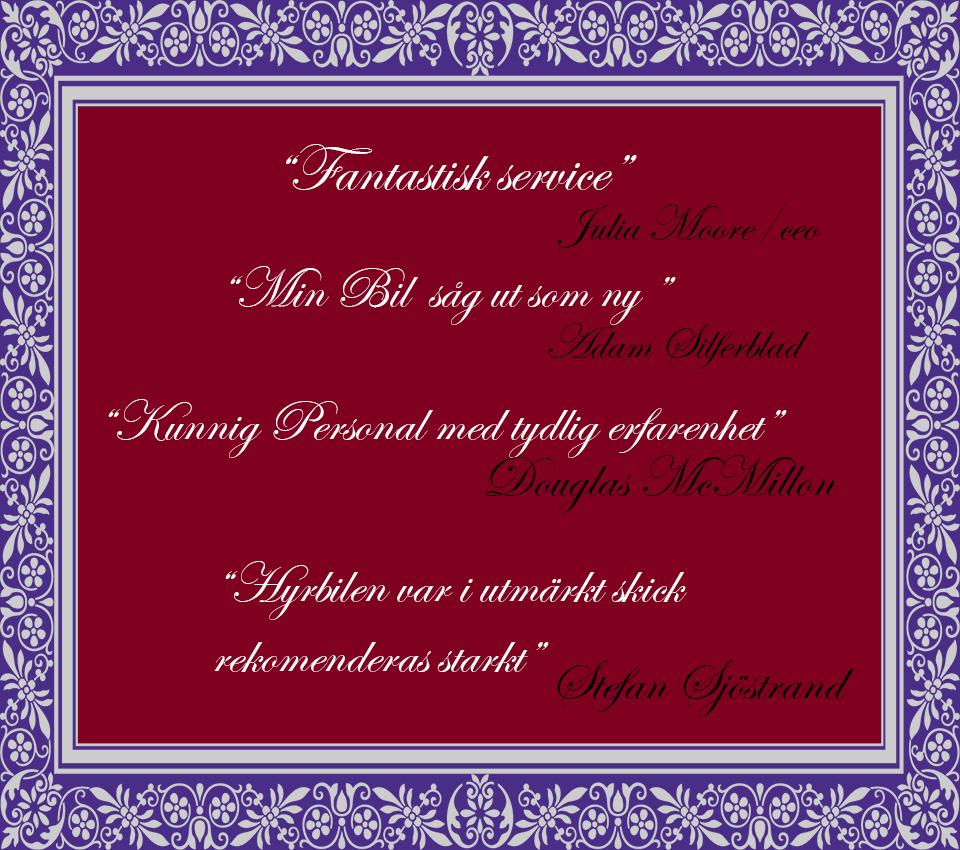 “Fantastisk service”
Julia Moore / ceo
“Min Bil såg ut som ny ”
Adam Silferblad
“Kunnig Personal med tydlig erfarenhet”
Douglas McMillon
“Hyrbilen var i utmärkt skick
rekomenderas starkt”
Stefan Sjöstrand